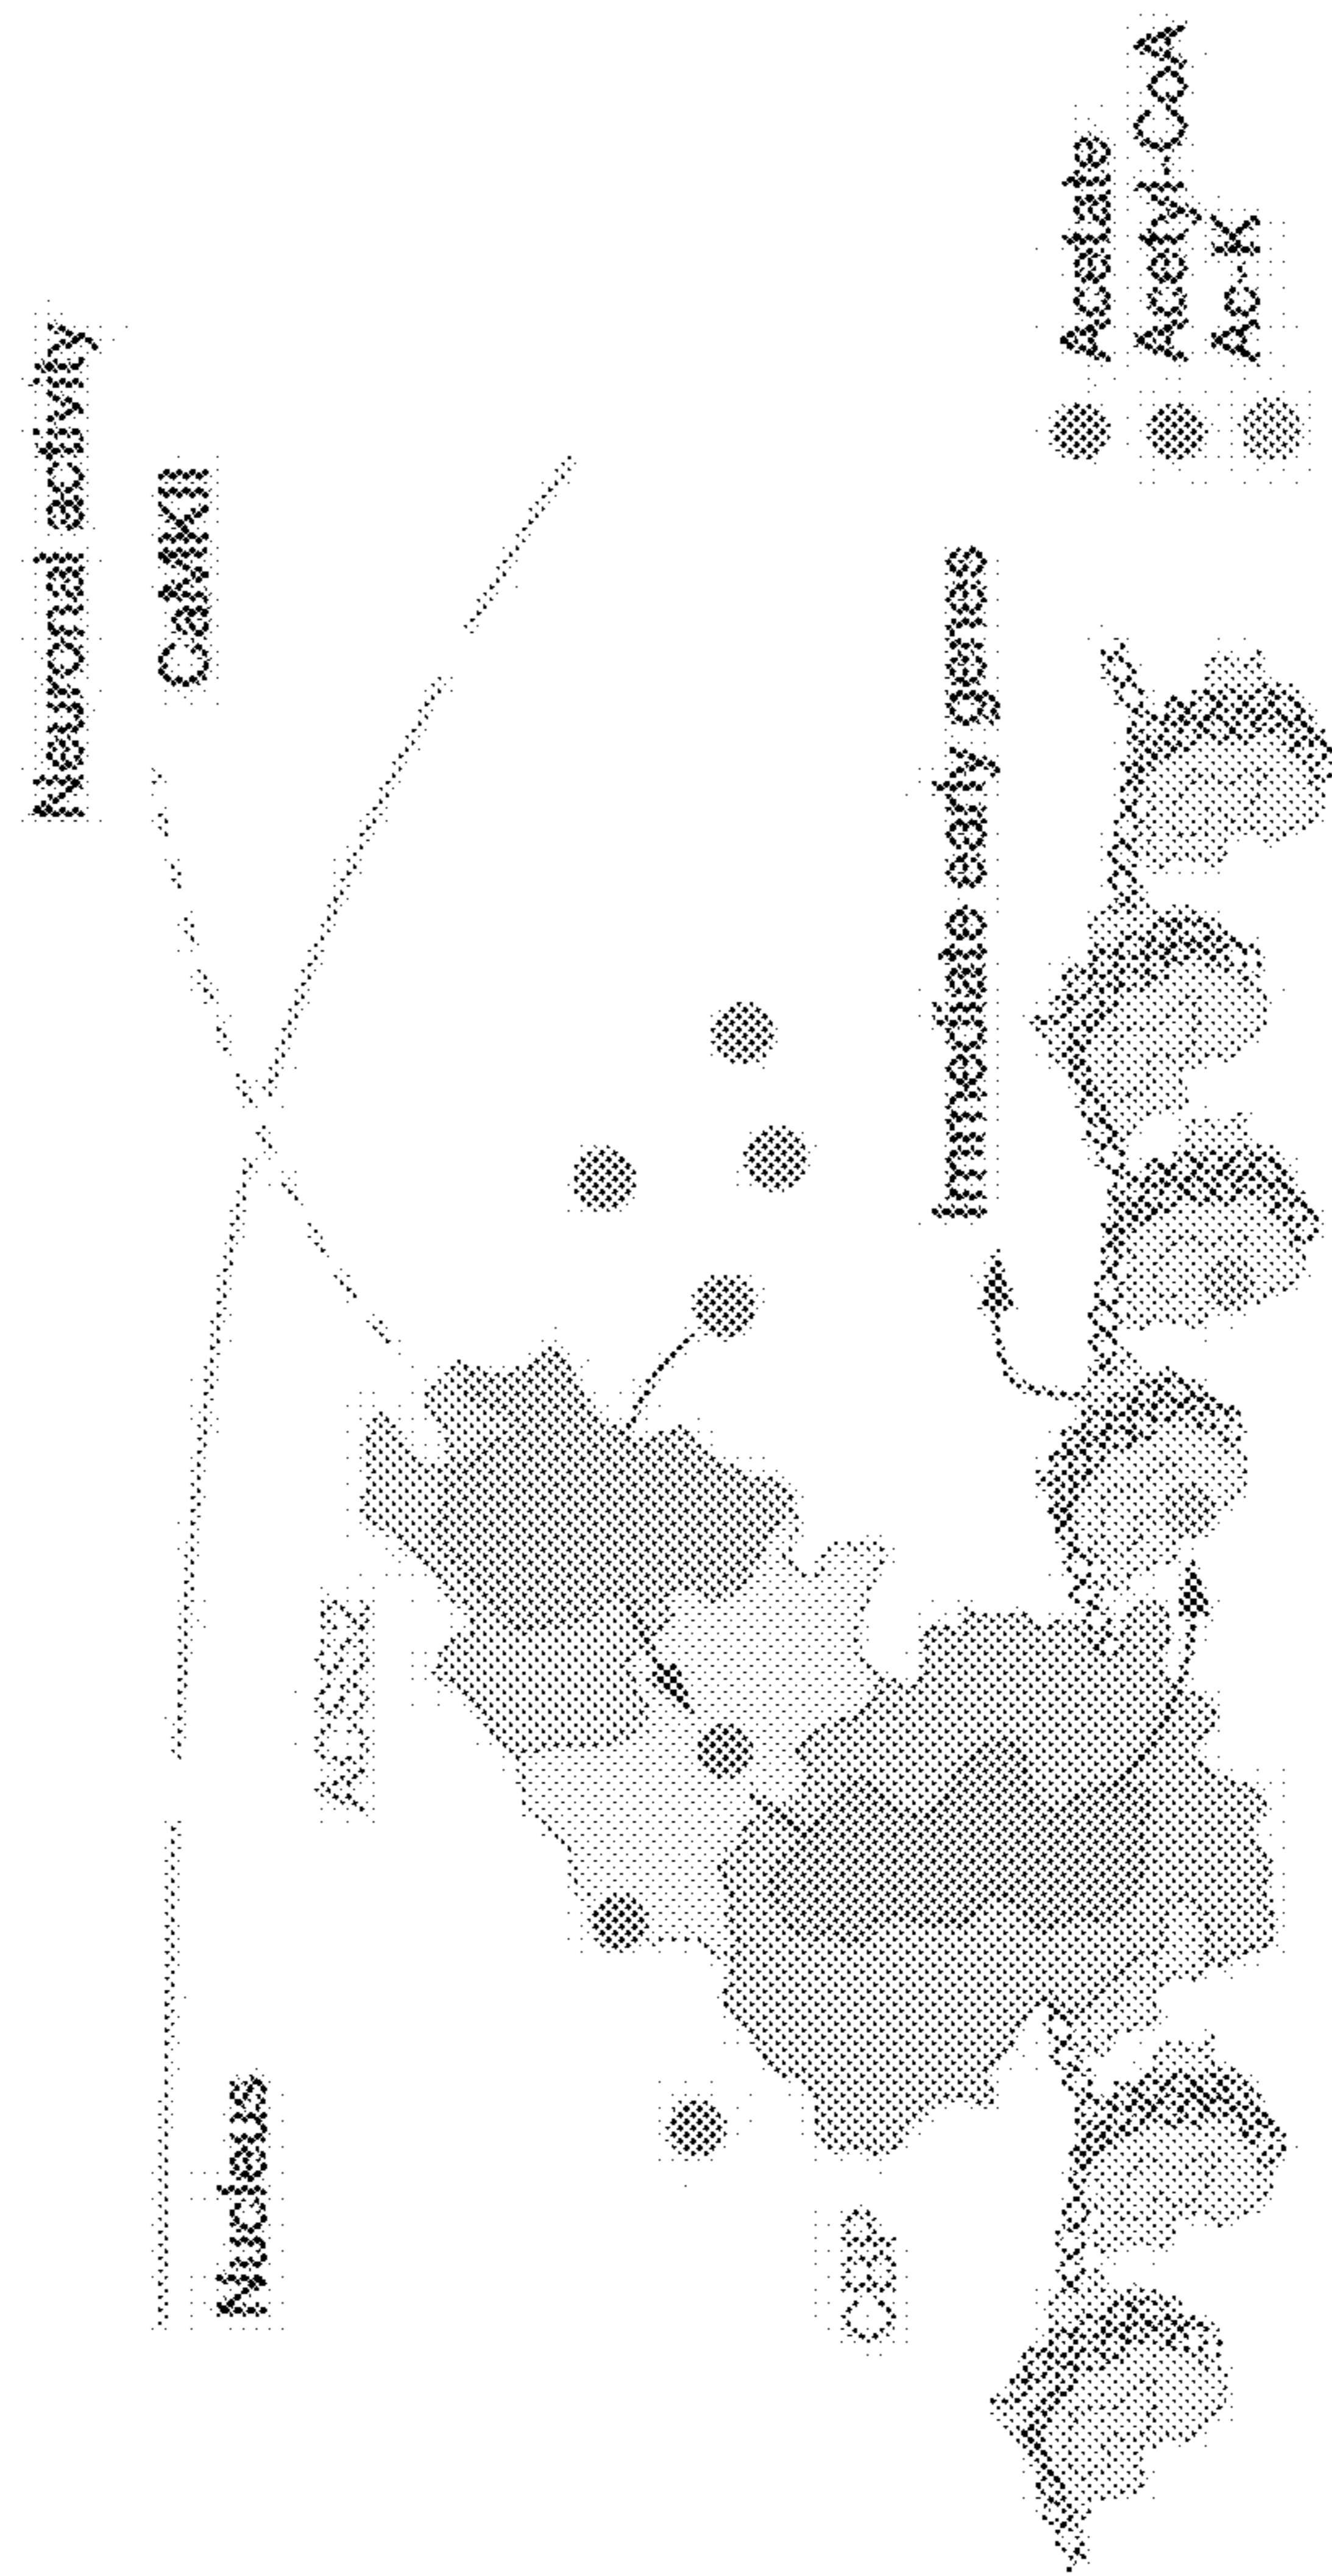 Neuronal activity
CaMKII
Nucleus
ACSS2
CBP
Immediate early genes
Acetate
Acetyl-CoA
Ac-K